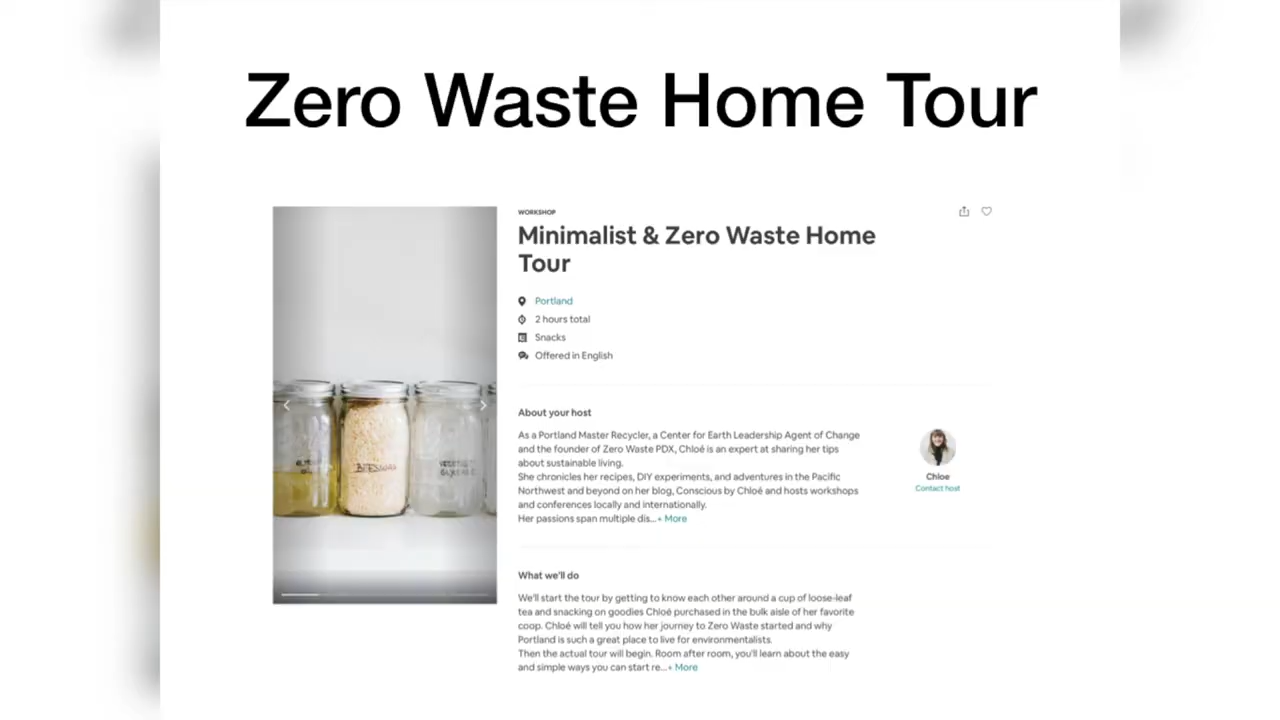 Zero Waste Home Tour
WORKSHOP
Minimalist & Zero Waste Home
Tour
Portland
2 hours total
Snacks
Offered in English
About your host
As a Portland Master Recycler, a Center for Earth Leadership Agent of Change
and the founder of Zero Waste PDX, Chloé is an expert at sharing her tips
about sustainable living.
She chronicles her recipes, DIY experiments, and adventures in the Pacific
Northwest and beyond on her blog, Conscious by Chloé and hosts workshops
and conferences locally and internationally.
Her passions span multiple dis...+ More
Chloe
Contact host
What we'll do
We'll start the tour by getting to know each other around a cup of loose-leaf
tea and snacking on goodies Chloé purchased in the bulk aisle of her favorite
coop. Chloé will tell you how her journey to Zero Waste started and why
Portland is such a great place to live for environmentalists.
Then the actual tour will begin. Room after room, you'll learn about the easy
and simple ways you can start re...+ More
BEESWAX
VEGETABLE
GLYCERINE